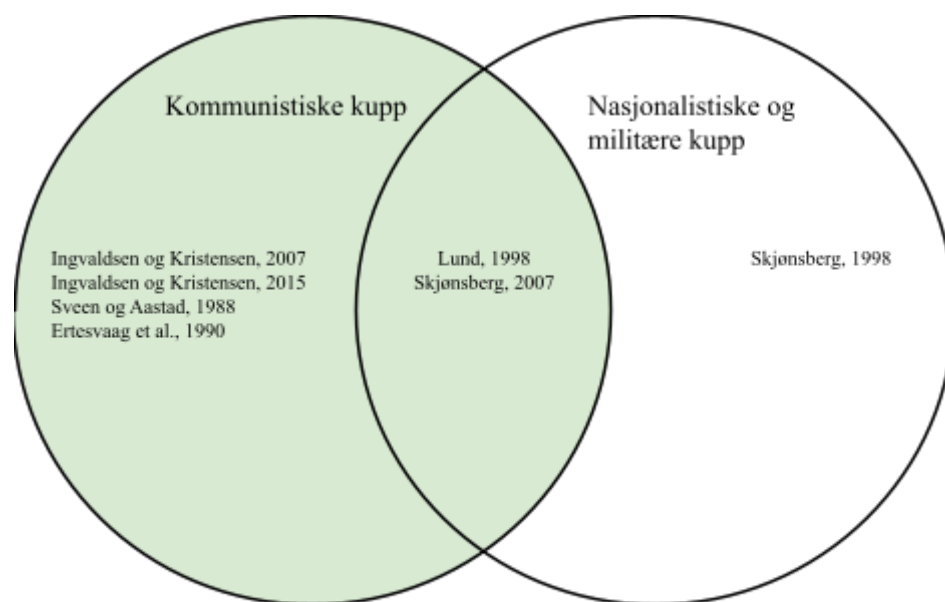 Kommunistiske kupp
Nasjonalistiske og
militære kupp
Ingvaldsen og Kristensen, 2007
Ingvaldsen og Kristensen, 2015
Sveen og Aastad, 1988
Ertesvaag et al., 1990
Lund, 1998
Skjønsberg, 2007
Skjønsberg, 1998